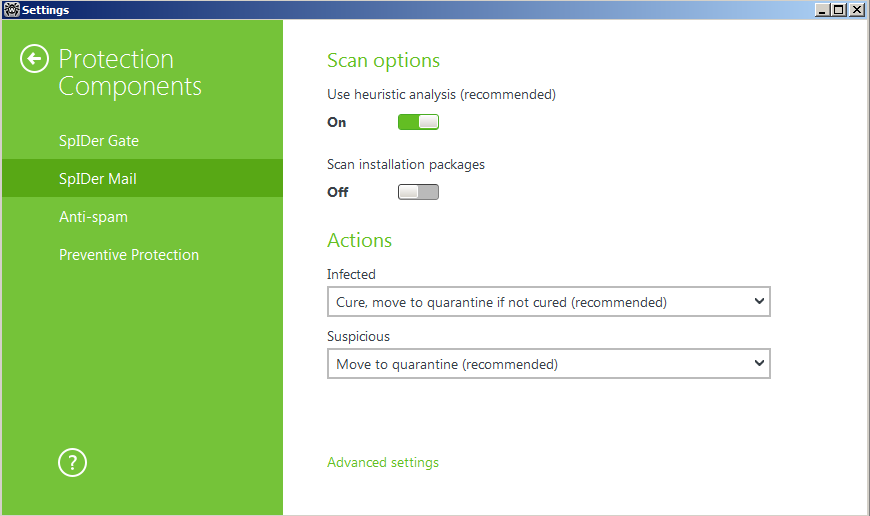 Settings
Protection
Components
SpIDer Gate
SpIDer Mail
Anti-spam
Preventive Protection
?
Scan options
Use heuristic analysis (recommended)
On
Scan installation packages
Off
Actions
Infected
Cure, move to quarantine if not cured (recommended)
Suspicious
Move to quarantine (recommended)
Advanced settings